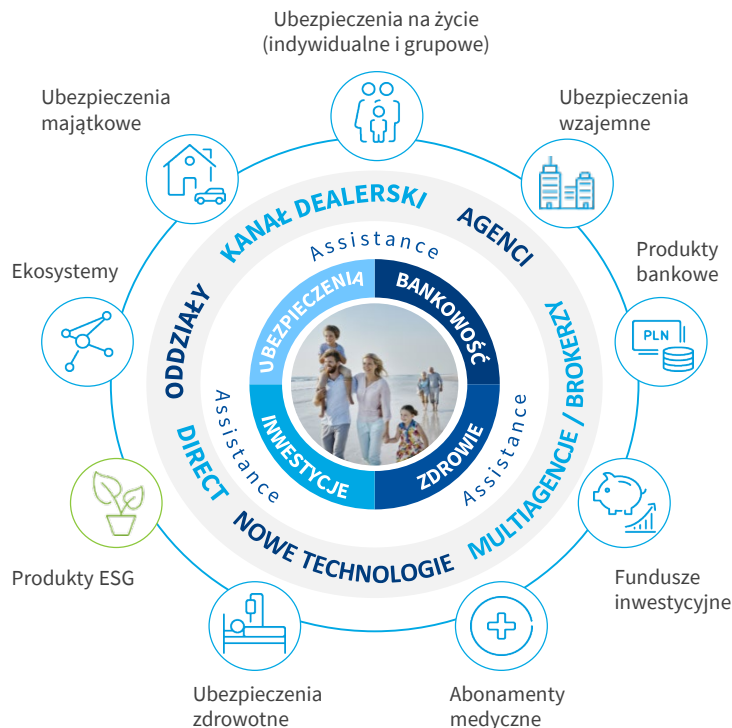 Ubezpieczenia na życie
(indywidualne i grupowe)
Ubezpieczenia
majątkowe
Ubezpieczenia
wzajemne
KANAŁ DEALERSKI
AGENCI
Assistance
Ekosystemy
Produkty
bankowe
ODDZIAŁY
UBEZPIECZENIA
BANKOWOŚĆ
MULTIAGENCJE / BROKERZY
PLN
Assistance
Assistance
INWESTYCJE
ZDROWIE
DIRECT
NOWE TECHNOLOGIE
Produkty ESG
Fundusze
inwestycyjne
Ubezpieczenia
zdrowotne
Abonamenty
medyczne